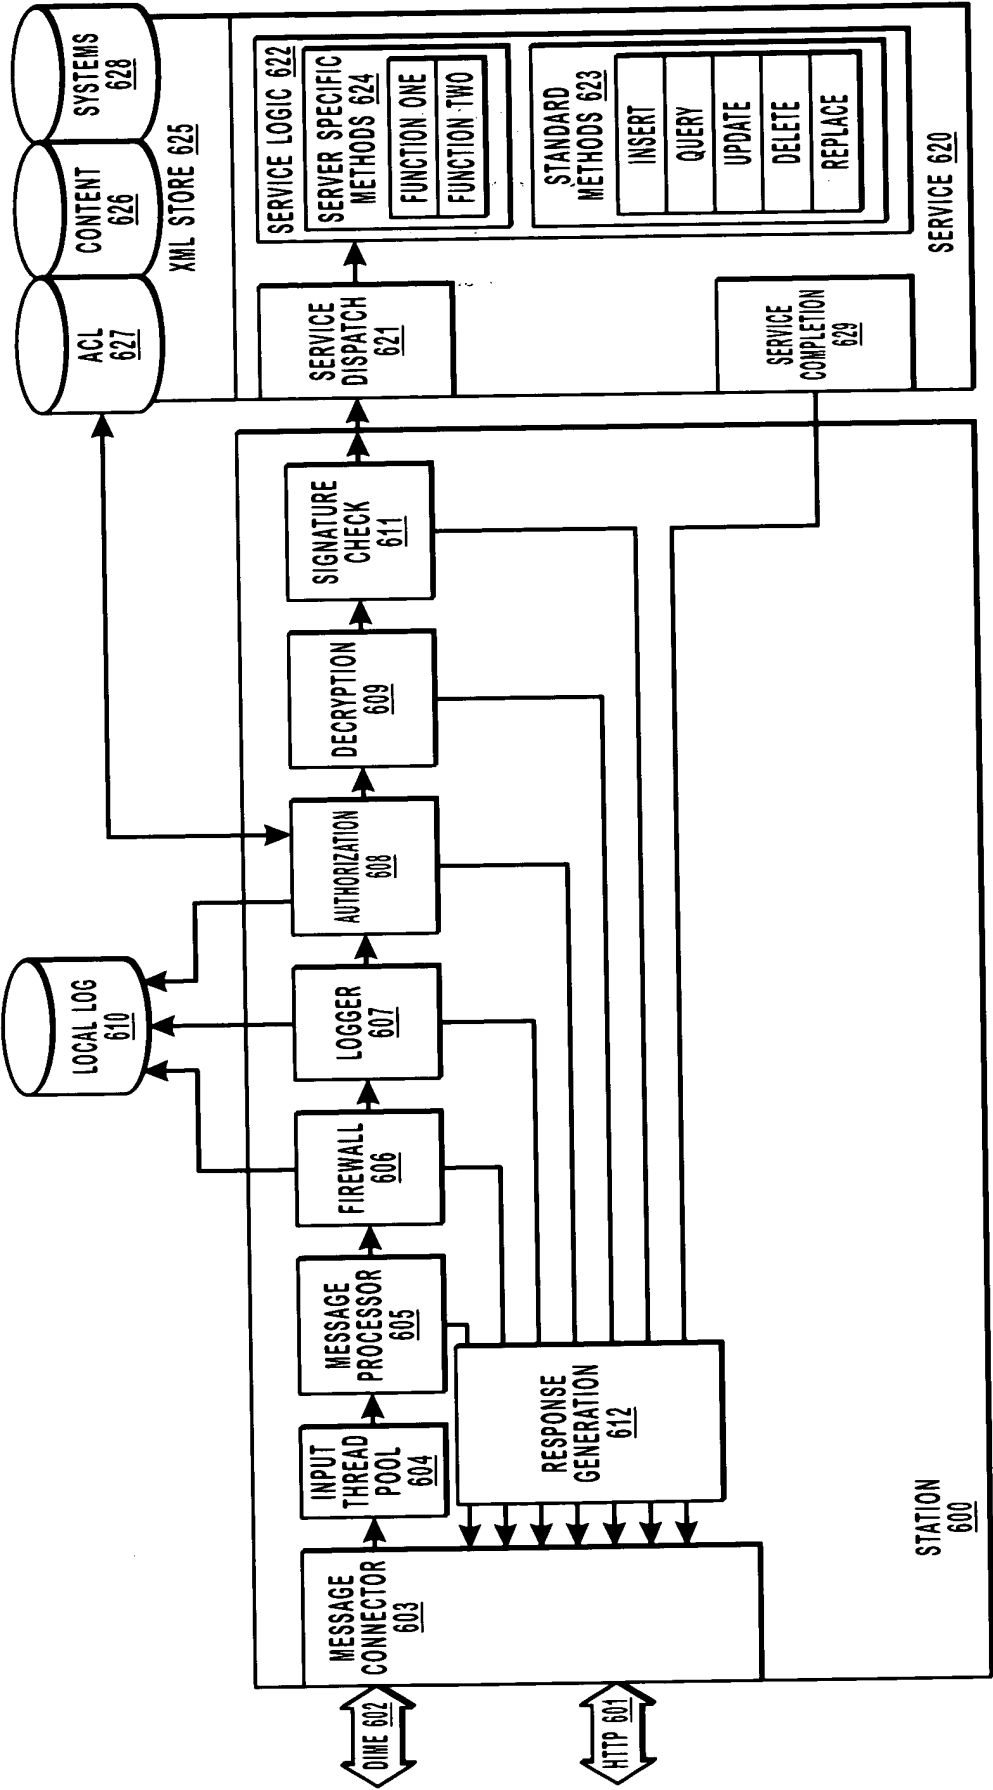 LOCAL LOG
610
ACL
627
CONTENT
626
SYSTEMS
628
XML STORE 625
DIME 602
HTTP 601
MESSAGE
CONNECTOR
603
INPUT
THREAD
POOL
604
MESSAGE
PROCESSOR
605
FIREWALL
606
LOGGER
607
AUTHORIZATION
608
DECRYPTION
609
SIGNATURE
CHECK
611
RESPONSE
GENERATION
612
STATION
600
SERVICE
DISPATCH
621
SERVICE LOGIC 622
SERVER SPECIFIC
METHODS 624
FUNCTION ONE
FUNCTION TWO
STANDARD
METHODS 623
INSERT
QUERY
UPDATE
DELETE
REPLACE
SERVICE
COMPLETION
629
SERVICE 620